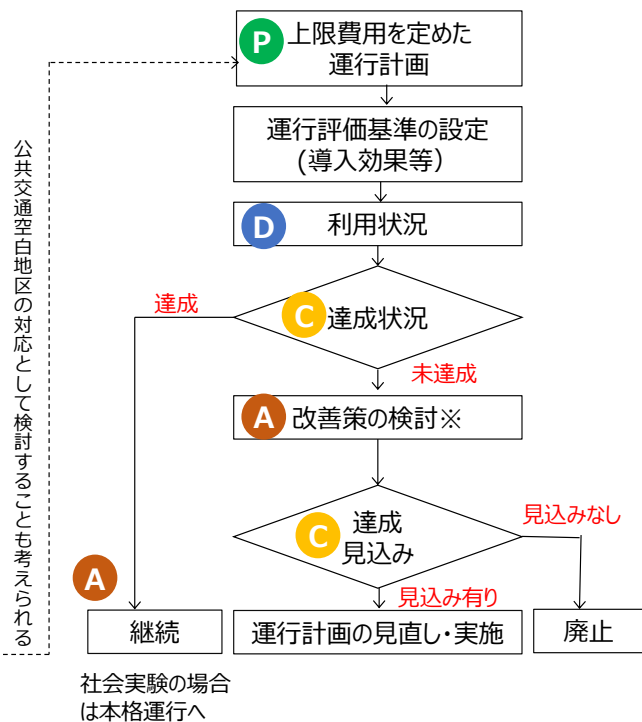 P
上限費用を定めた
運行計画
運行評価基準の設定
(導入効果等）
D
利用状況
達成
C
達成状況
未達成
A
改善策の検討※
C
達成
見込み
見込みなし
見込み有り
A
継続
運行計画の見直し・実施
廃止
社会実験の場合
は本格運行へ
公共交通空白地区の対応として検討することも考えられる